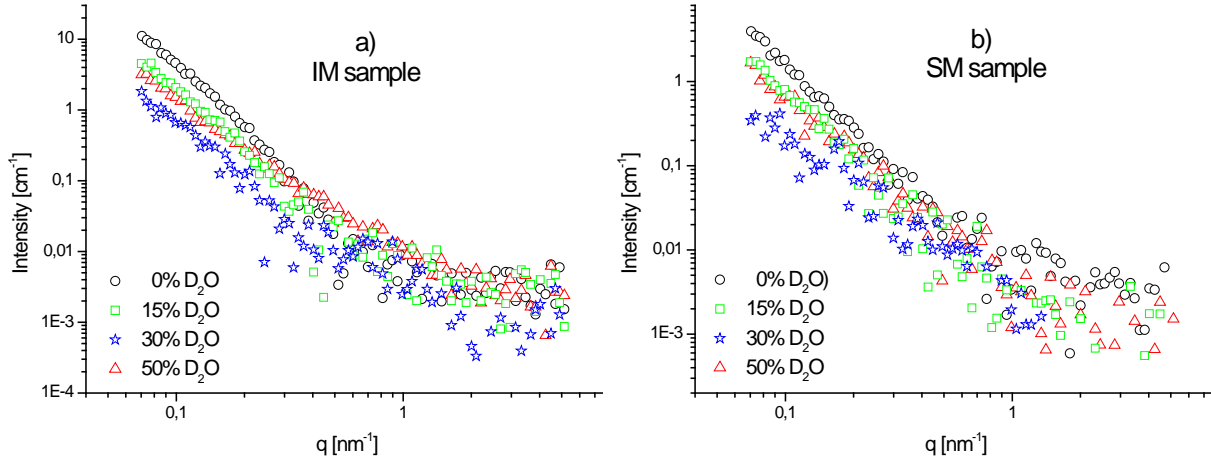 a)
IM sample
Intensity [cm⁻¹]
10
1
0,1
0,01
1E-3
1E-4
0% D₂O
15% D₂O
30% D₂O
50% D₂O
0,1
1
q [nm⁻¹]
b)
SM sample
Intensity [cm⁻¹]
1
0,1
0,01
1E-3
0% D₂O)
15% D₂O
30% D₂O
50% D₂O
0,1
1
q [nm⁻¹]